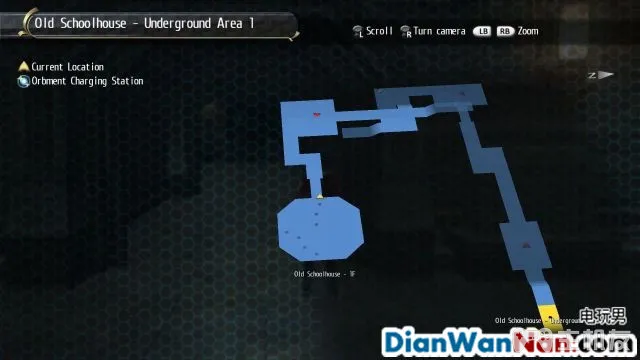 Old Schoolhouse - Underground Area 1
L Scroll R Turn camera LB RB Zoom
N
Current Location
Orbment Charging Station
Old Schoolhouse - 1F
Old Schoolhouse - Undergroun
电玩男
DianWanNan.com